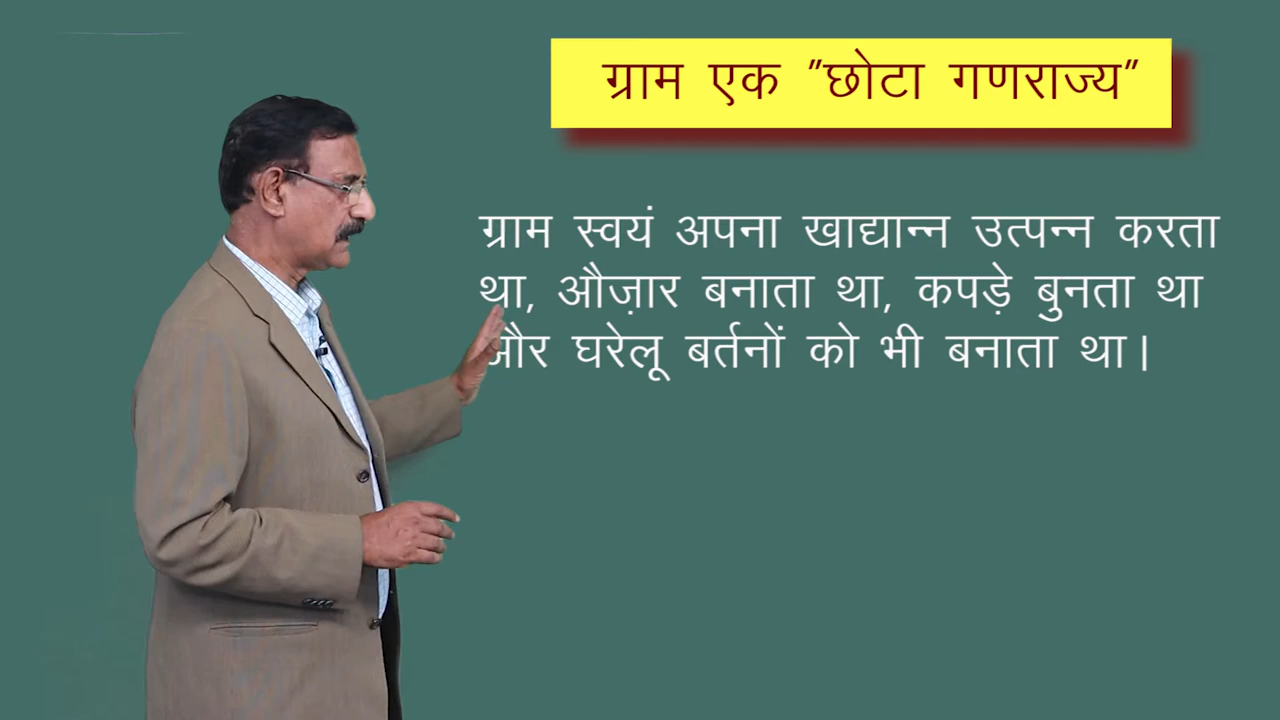 ग्राम एक "छोटा गणराज्य"
ग्राम स्वयं अपना खाद्यान्न उत्पन्न करता
था, औज़ार बनाता था, कपड़े बुनता था
और घरेलू बर्तनों को भी बनाता था।